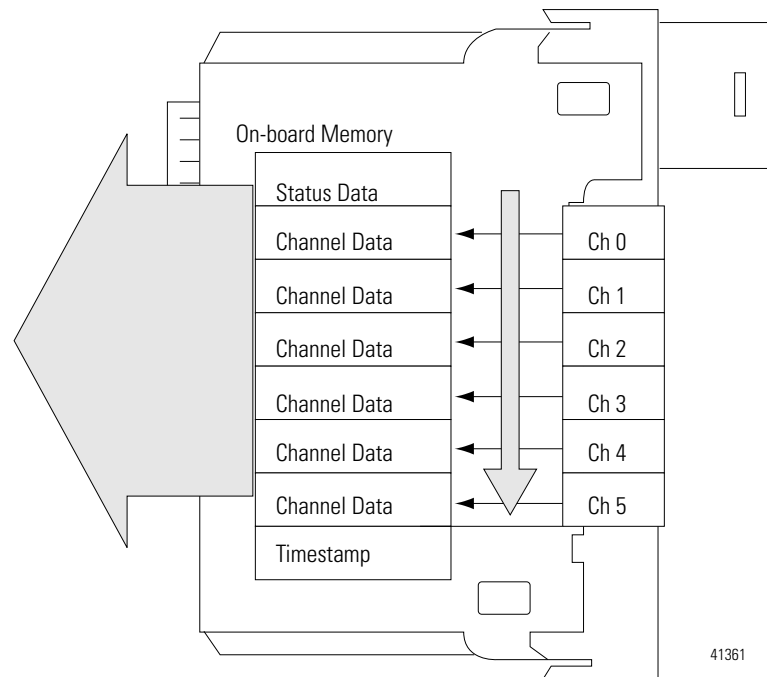 On-board Memory
Status Data
Channel Data
Ch 0
Channel Data
Ch 1
Channel Data
Ch 2
Channel Data
Ch 3
Channel Data
Ch 4
Channel Data
Ch 5
Timestamp
41361